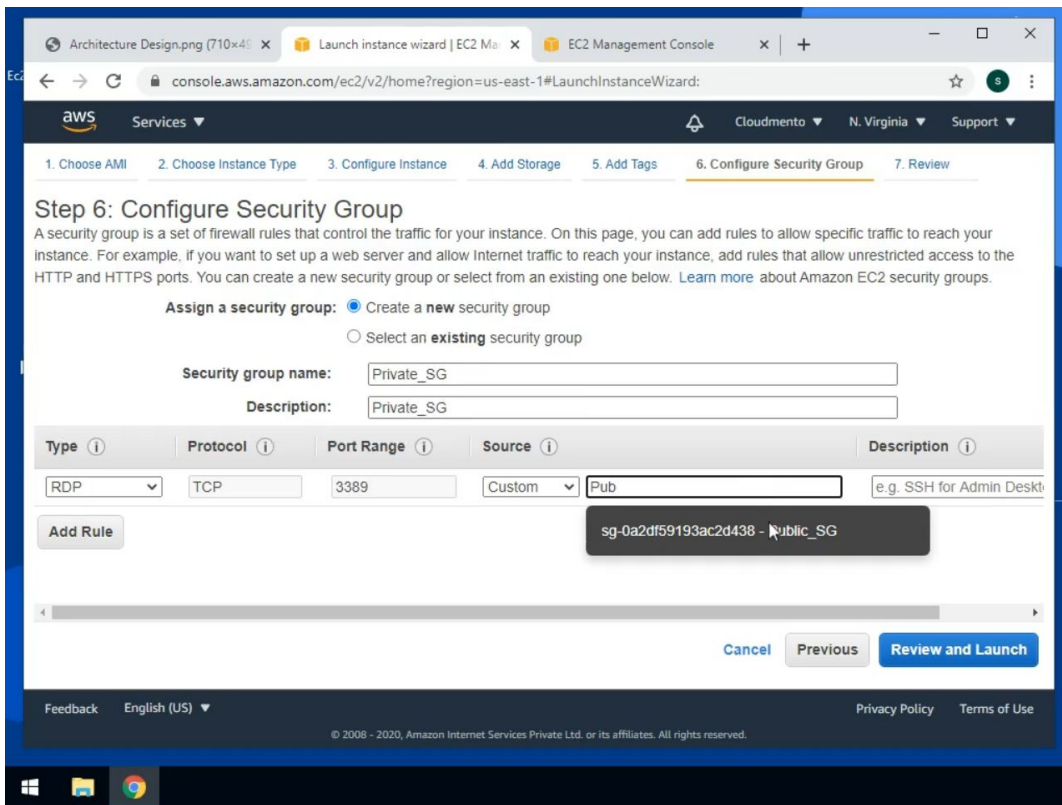 Architecture Design.png (710×49
Launch instance wizard | EC2 Ma
EC2 Management Console
Ec2
console.aws.amazon.com/ec2/v2/home?region=us-east-1#LaunchInstanceWizard:
S
aws
Services
Cloudmento
N. Virginia
Support
1. Choose AMI
2. Choose Instance Type
3. Configure Instance
4. Add Storage
5. Add Tags
6. Configure Security Group
7. Review
Step 6: Configure Security Group
A security group is a set of firewall rules that control the traffic for your instance. On this page, you can add rules to allow specific traffic to reach your
instance. For example, if you want to set up a web server and allow Internet traffic to reach your instance, add rules that allow unrestricted access to the
HTTP and HTTPS ports. You can create a new security group or select from an existing one below. Learn more about Amazon EC2 security groups.
Assign a security group: Create a new security group
Select an existing security group
Security group name: Private_SG
Description: Private_SG
Type Protocol Port Range Source Description
RDP TCP 3389 Custom Pub e.g. SSH for Admin Deskt
Add Rule
sg-0a2df59193ac2d438 - Public_SG
Cancel
Previous
Review and Launch
Feedback
English (US)
Privacy Policy
Terms of Use
© 2008 - 2020, Amazon Internet Services Private Ltd. or its affiliates. All rights reserved.